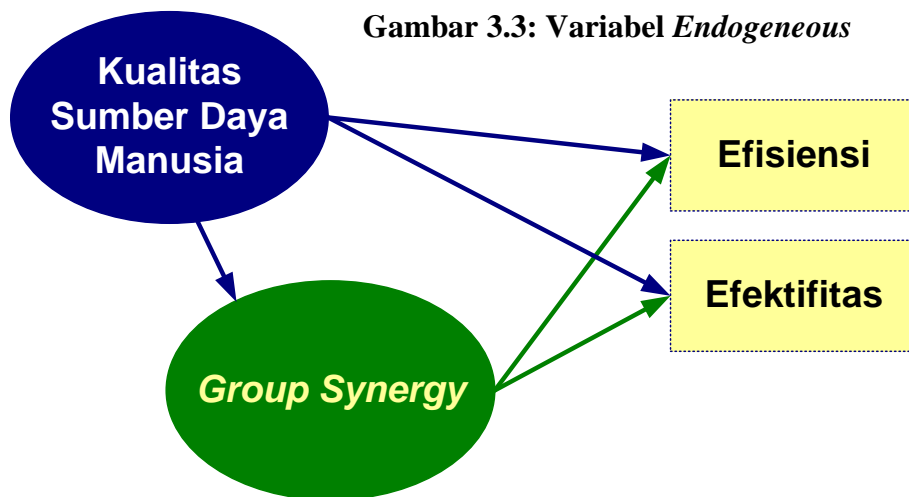 Gambar 3.3: Variabel Endogeneous
Kualitas
Sumber Daya
Manusia
Efisiensi
Efektifitas
Group Synergy